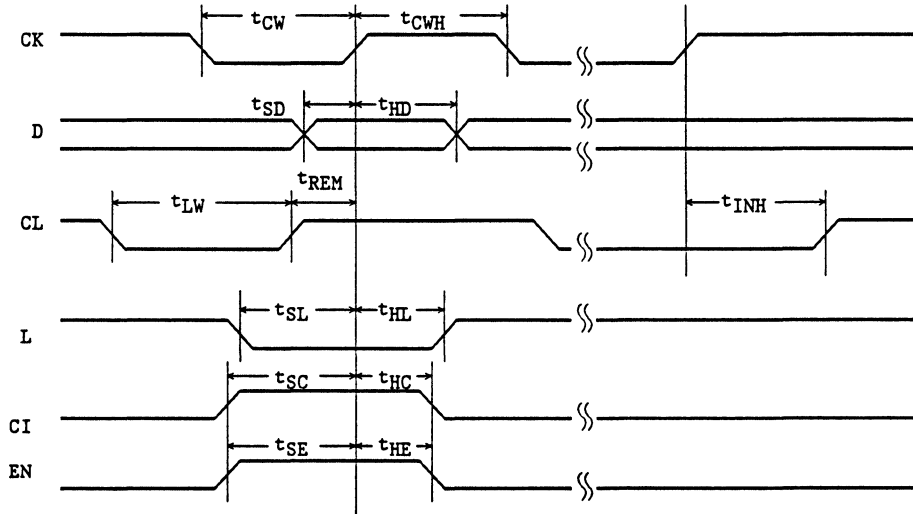 tCW tCWH
CK
tSD tHD
D
tREM
tLW tINH
CL
tSL tHL
L
tSC tHC
CI
tSE tHE
EN